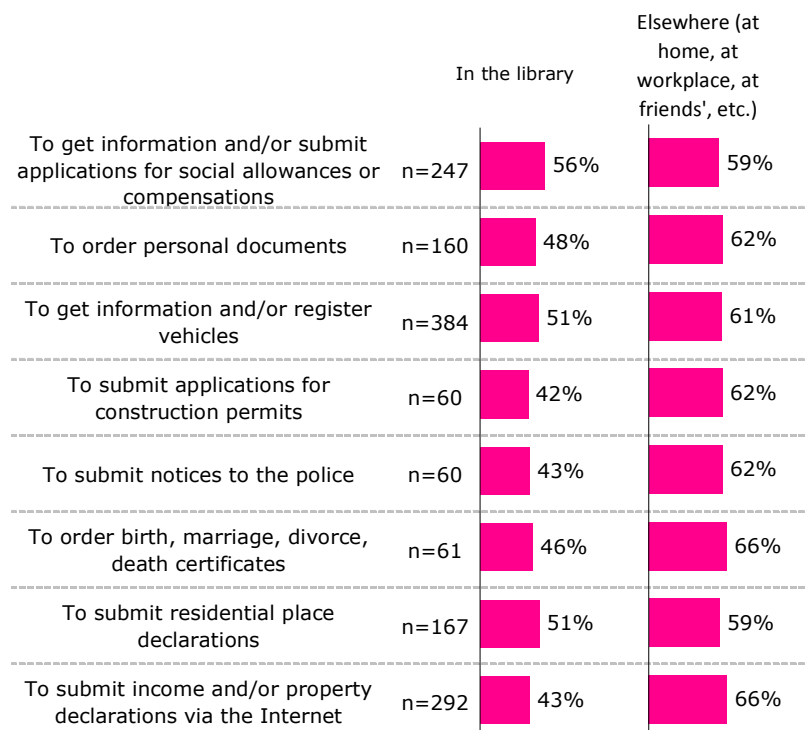 In the library
Elsewhere (at
home, at
workplace, at
friends', etc.)
To get information and/or submit
applications for social allowances or
compensations
n=247
56%
59%
To order personal documents
n=160
48%
62%
To get information and/or register
vehicles
n=384
51%
61%
To submit applications for
construction permits
n=60
42%
62%
To submit notices to the police
n=60
43%
62%
To order birth, marriage, divorce,
death certificates
n=61
46%
66%
To submit residential place
declarations
n=167
51%
59%
To submit income and/or property
declarations via the Internet
n=292
43%
66%